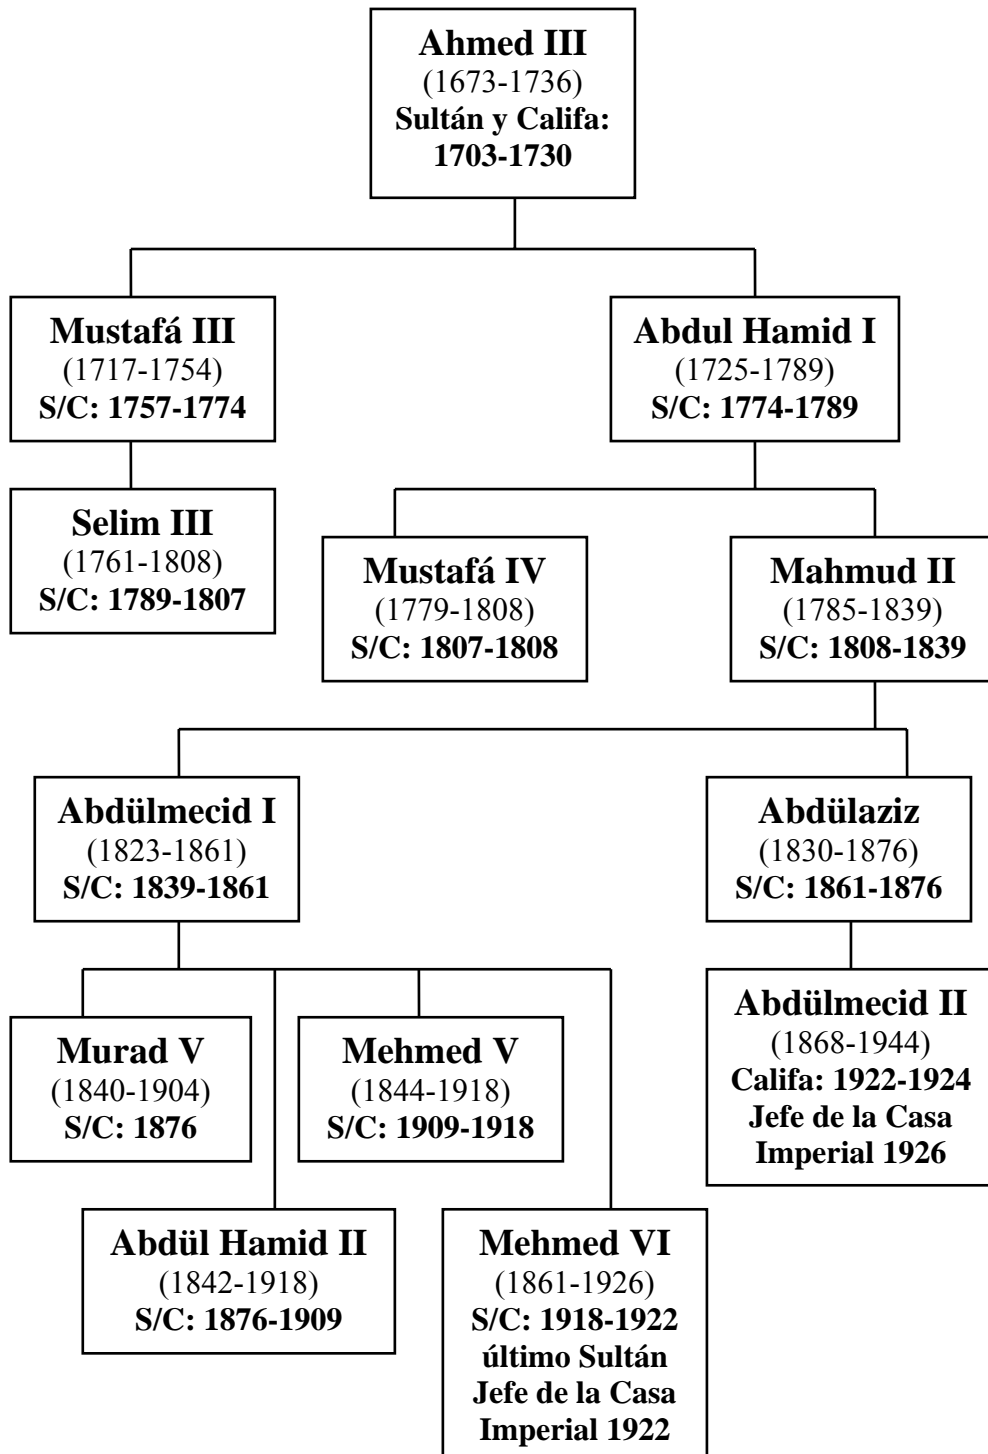 Ahmed III
(1673-1736)
Sultán y Califa:
1703-1730
Mustafá III
(1717-1754)
S/C: 1757-1774
Abdul Hamid I
(1725-1789)
S/C: 1774-1789
Selim III
(1761-1808)
S/C: 1789-1807
Mustafá IV
(1779-1808)
S/C: 1807-1808
Mahmud II
(1785-1839)
S/C: 1808-1839
Abdülmecid I
(1823-1861)
S/C: 1839-1861
Abdülaziz
(1830-1876)
S/C: 1861-1876
Murad V
(1840-1904)
S/C: 1876
Mehmed V
(1844-1918)
S/C: 1909-1918
Abdülmecid II
(1868-1944)
Califa: 1922-1924
Jefe de la Casa
Imperial 1926
Abdül Hamid II
(1842-1918)
S/C: 1876-1909
Mehmed VI
(1861-1926)
S/C: 1918-1922
último Sultán
Jefe de la Casa
Imperial 1922